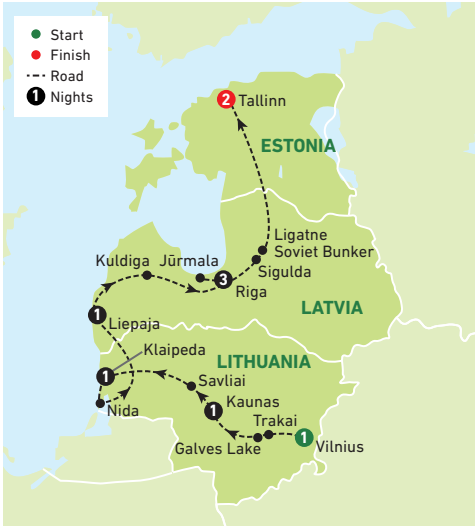 Start
Finish
Road
1 Nights
2 Tallinn
ESTONIA
Ligatne
Soviet Bunker
Kuldiga Jūrmala
Sigulda
3
Riga
1
Liepaja
LATVIA
Klaipeda
LITHUANIA
1
Savliai
Nida
Kaunas
1
Trakai
1
Galves Lake
Vilnius